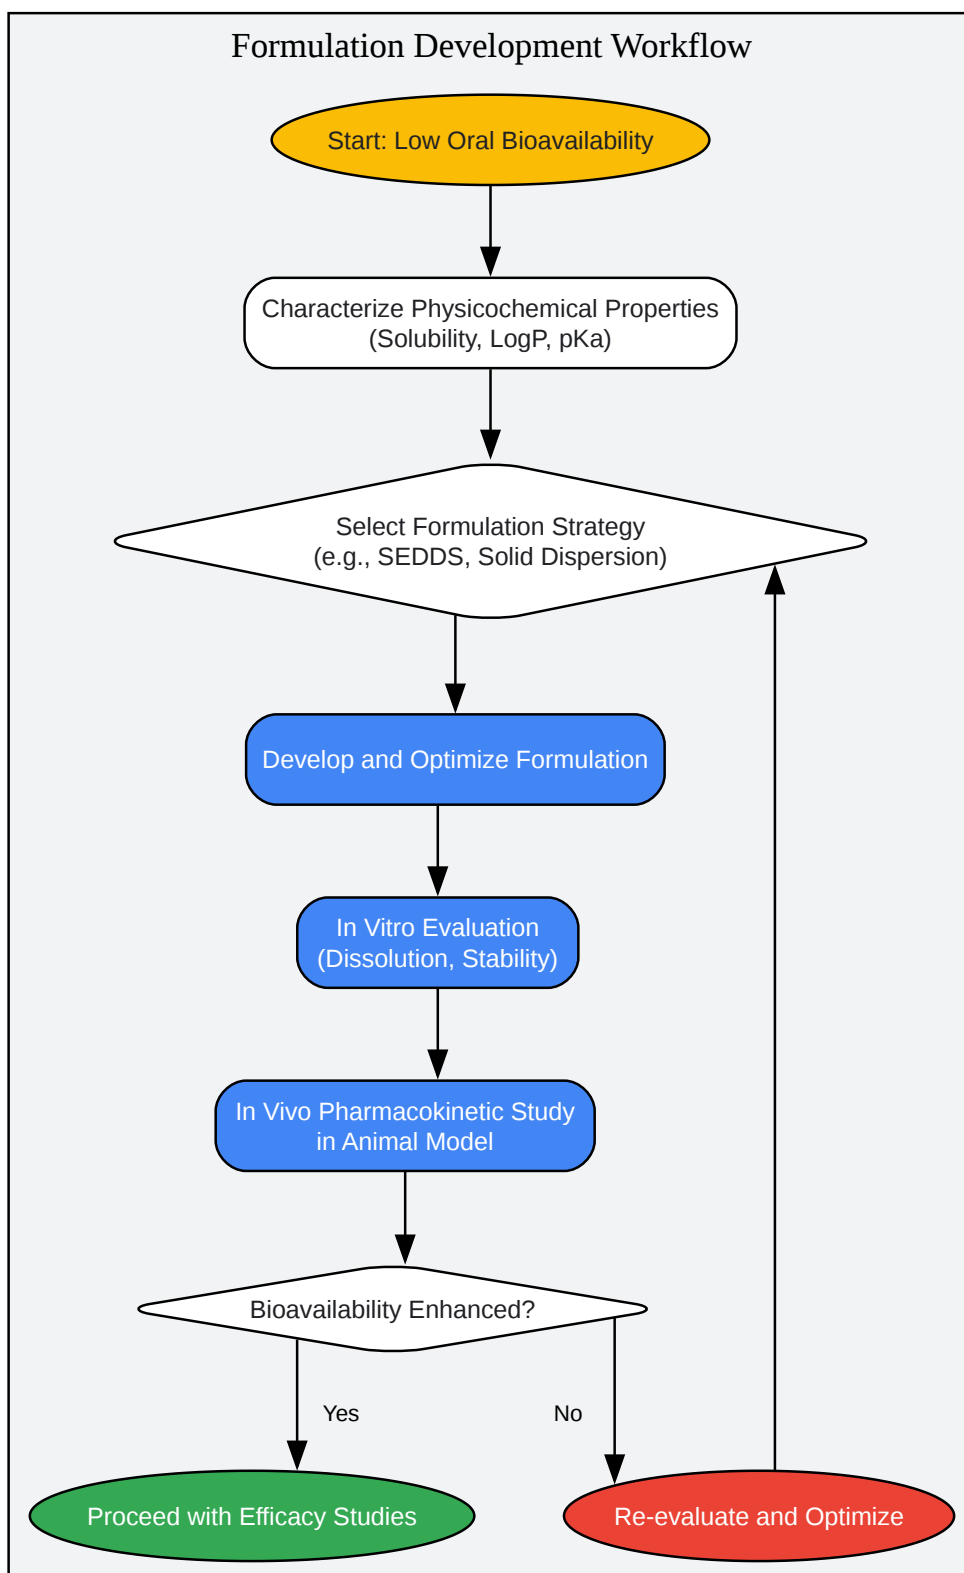 Formulation Development Workflow
Start: Low Oral Bioavailability
Characterize Physicochemical Properties
(Solubility, LogP, pKa)
Select Formulation Strategy
(e.g., SEDDS, Solid Dispersion)
Develop and Optimize Formulation
In Vitro Evaluation
(Dissolution, Stability)
In Vivo Pharmacokinetic Study
in Animal Model
Bioavailability Enhanced?
Yes
No
Proceed with Efficacy Studies
Re-evaluate and Optimize